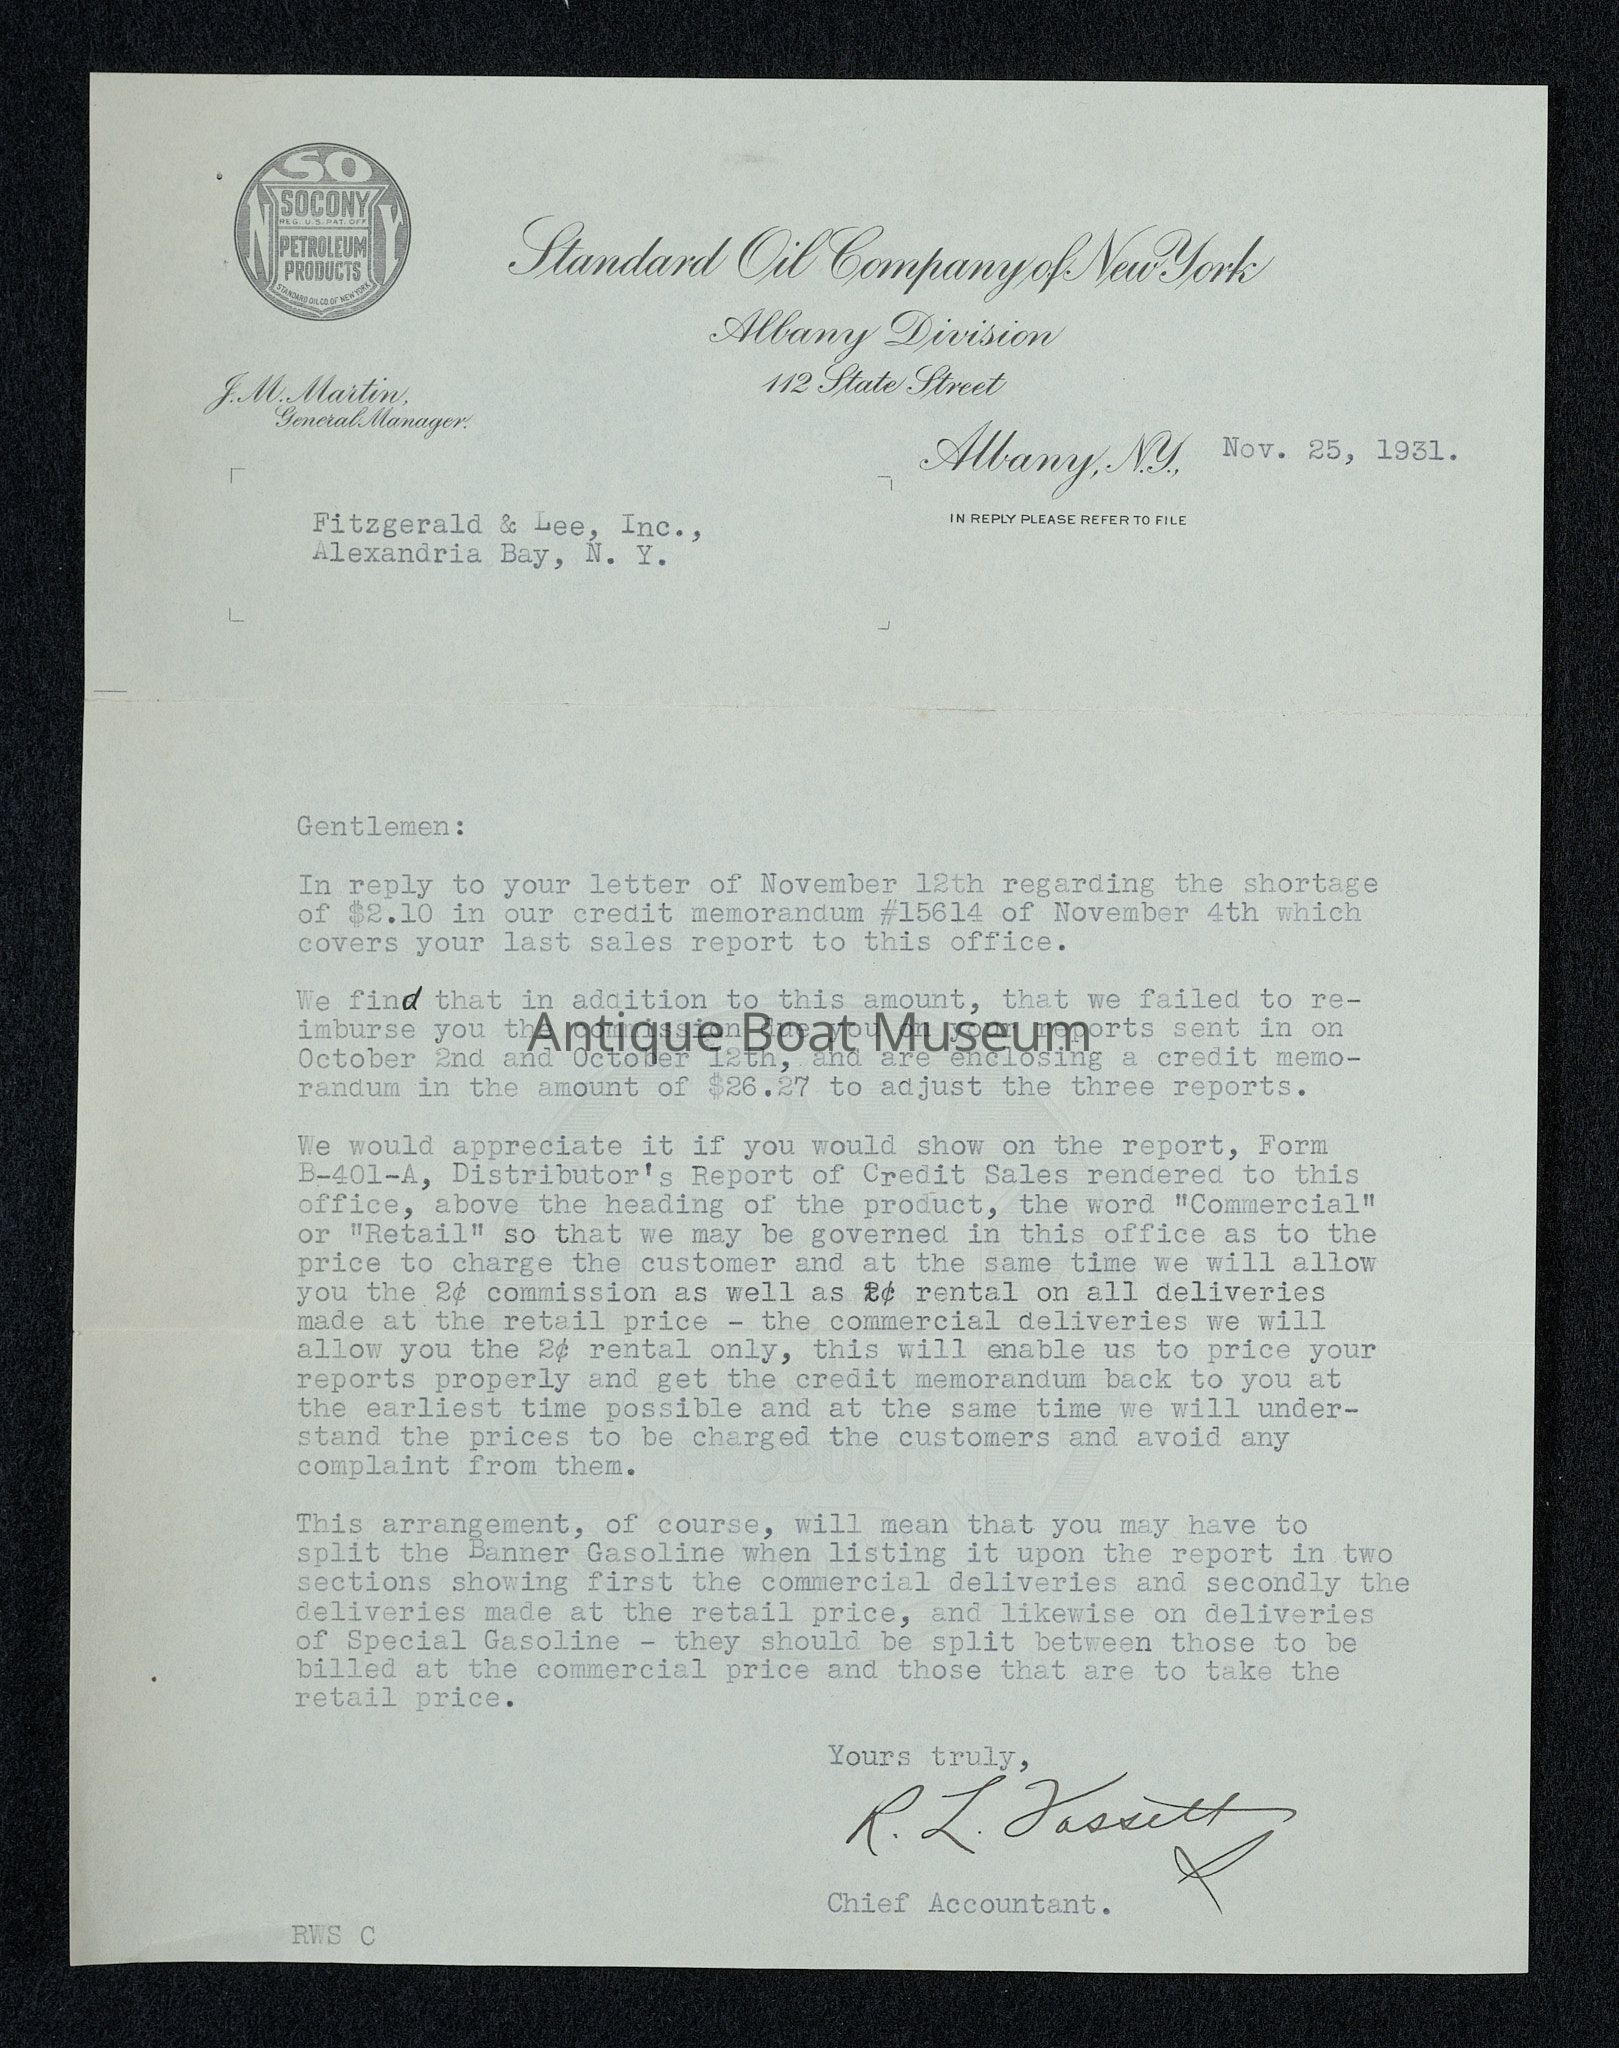 SO
NY
SOCONY
REG. U.S. PAT. OFF.
PETROLEUM
PRODUCTS
STANDARD OIL CO. OF NEW YORK
Standard Oil Company of New York
Albany Division
112 State Street
J. M. Martin,
General Manager.
Albany, N.Y., Nov. 25, 1931.
IN REPLY PLEASE REFER TO FILE
Fitzgerald & Lee, Inc.,
Alexandria Bay, N. Y.
Gentlemen:
In reply to your letter of November 12th regarding the shortage
of $2.10 in our credit memorandum #15614 of November 4th which
covers your last sales report to this office.
We find that in addition to this amount, that we failed to re-
imburse you the commission due you on your reports sent in on
Antique Boat Museum
October 2nd and October 12th, and are enclosing a credit memo-
randum in the amount of $26.27 to adjust the three reports.
We would appreciate it if you would show on the report, Form
B-401-A, Distributor's Report of Credit Sales rendered to this
office, above the heading of the product, the word "Commercial"
or "Retail" so that we may be governed in this office as to the
price to charge the customer and at the same time we will allow
you the 2¢ commission as well as 2¢ rental on all deliveries
made at the retail price - the commercial deliveries we will
allow you the 2¢ rental only, this will enable us to price your
reports properly and get the credit memorandum back to you at
the earliest time possible and at the same time we will under-
stand the prices to be charged the customers and avoid any
complaint from them.
This arrangement, of course, will mean that you may have to
split the Banner Gasoline when listing it upon the report in two
sections showing first the commercial deliveries and secondly the
deliveries made at the retail price, and likewise on deliveries
of Special Gasoline - they should be split between those to be
billed at the commercial price and those that are to take the
retail price.
Yours truly,
R. L. Vassett
Chief Accountant.
RWS C